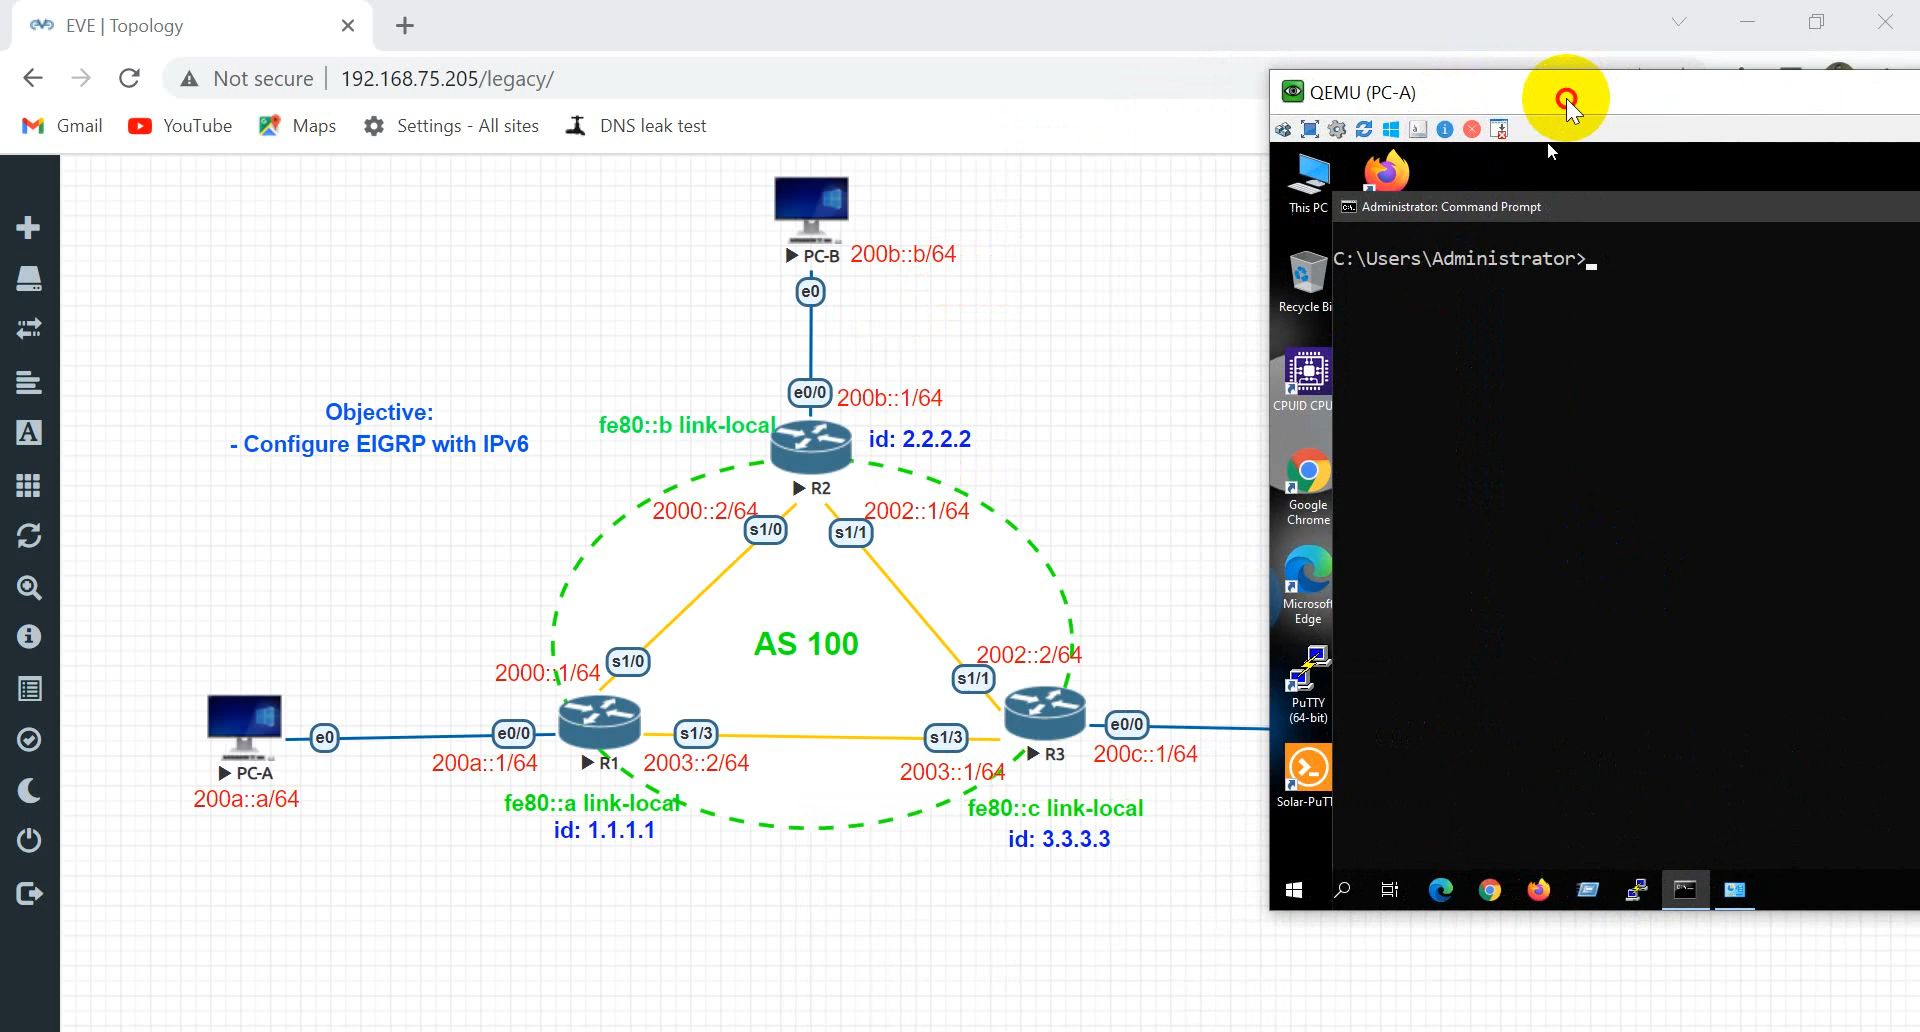 EVE | Topology
Not secure
192.168.75.205/legacy/
Gmail
YouTube
Maps
Settings - All sites
DNS leak test
QEMU (PC-A)
This PC
Administrator: Command Prompt
C:\Users\Administrator>
Recycle Bi
CPUID CPU
Google
Chrome
Microsof
Edge
PuTTY
(64-bit)
Solar-PuT
PC-B
200b::b/64
e0
e0/0
200b::1/64
fe80::b link-local
id: 2.2.2.2
R2
Objective:
- Configure EIGRP with IPv6
2000::2/64
2002::1/64
s1/0
s1/1
AS 100
2000::1/64
s1/0
2002::2/64
s1/1
e0
e0/0
s1/3
s1/3
e0/0
PC-A
200a::a/64
200a::1/64
R1
2003::2/64
2003::1/64
R3
200c::1/64
fe80::a link-local
id: 1.1.1.1
fe80::c link-local
id: 3.3.3.3